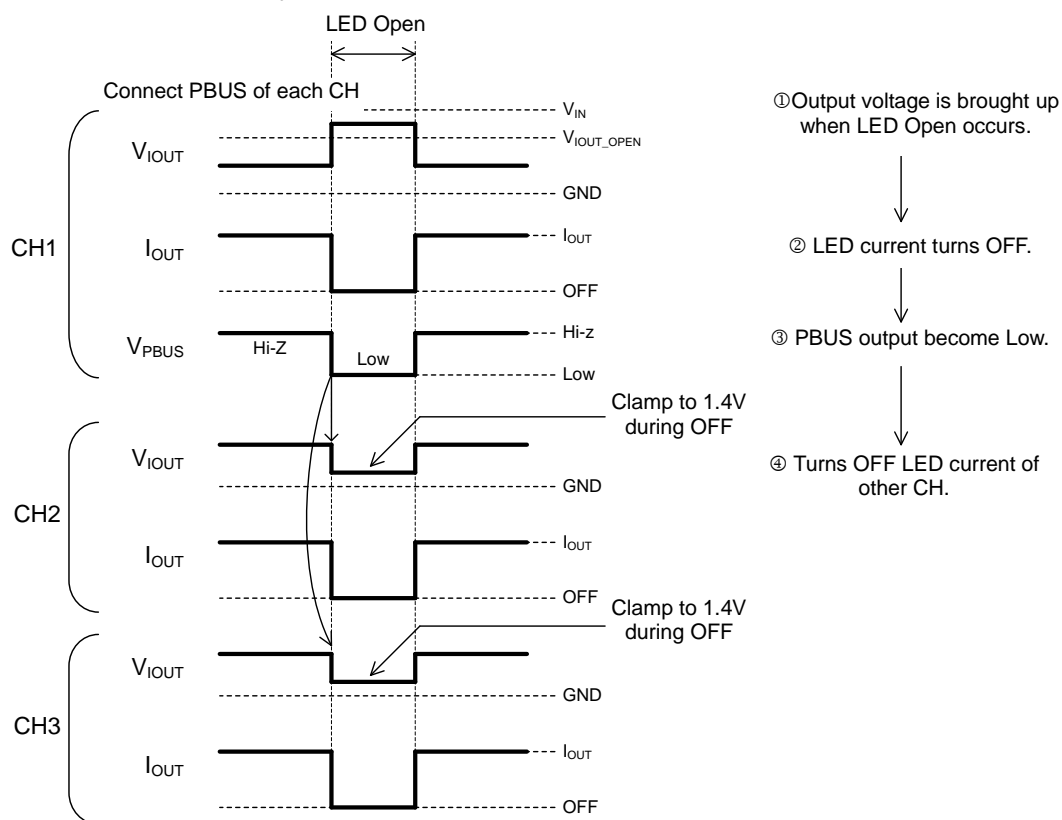 LED Open
Connect PBUS of each CH
CH1
VIOUT
VIN
VIOUT_OPEN
GND
IOUT
IOUT
OFF
VPBUS
Hi-Z
Low
Hi-z
Low
CH2
VIOUT
Clamp to 1.4V
during OFF
GND
IOUT
IOUT
OFF
CH3
VIOUT
Clamp to 1.4V
during OFF
GND
IOUT
IOUT
OFF
①Output voltage is brought up
when LED Open occurs.
② LED current turns OFF.
③ PBUS output become Low.
④ Turns OFF LED current of
other CH.